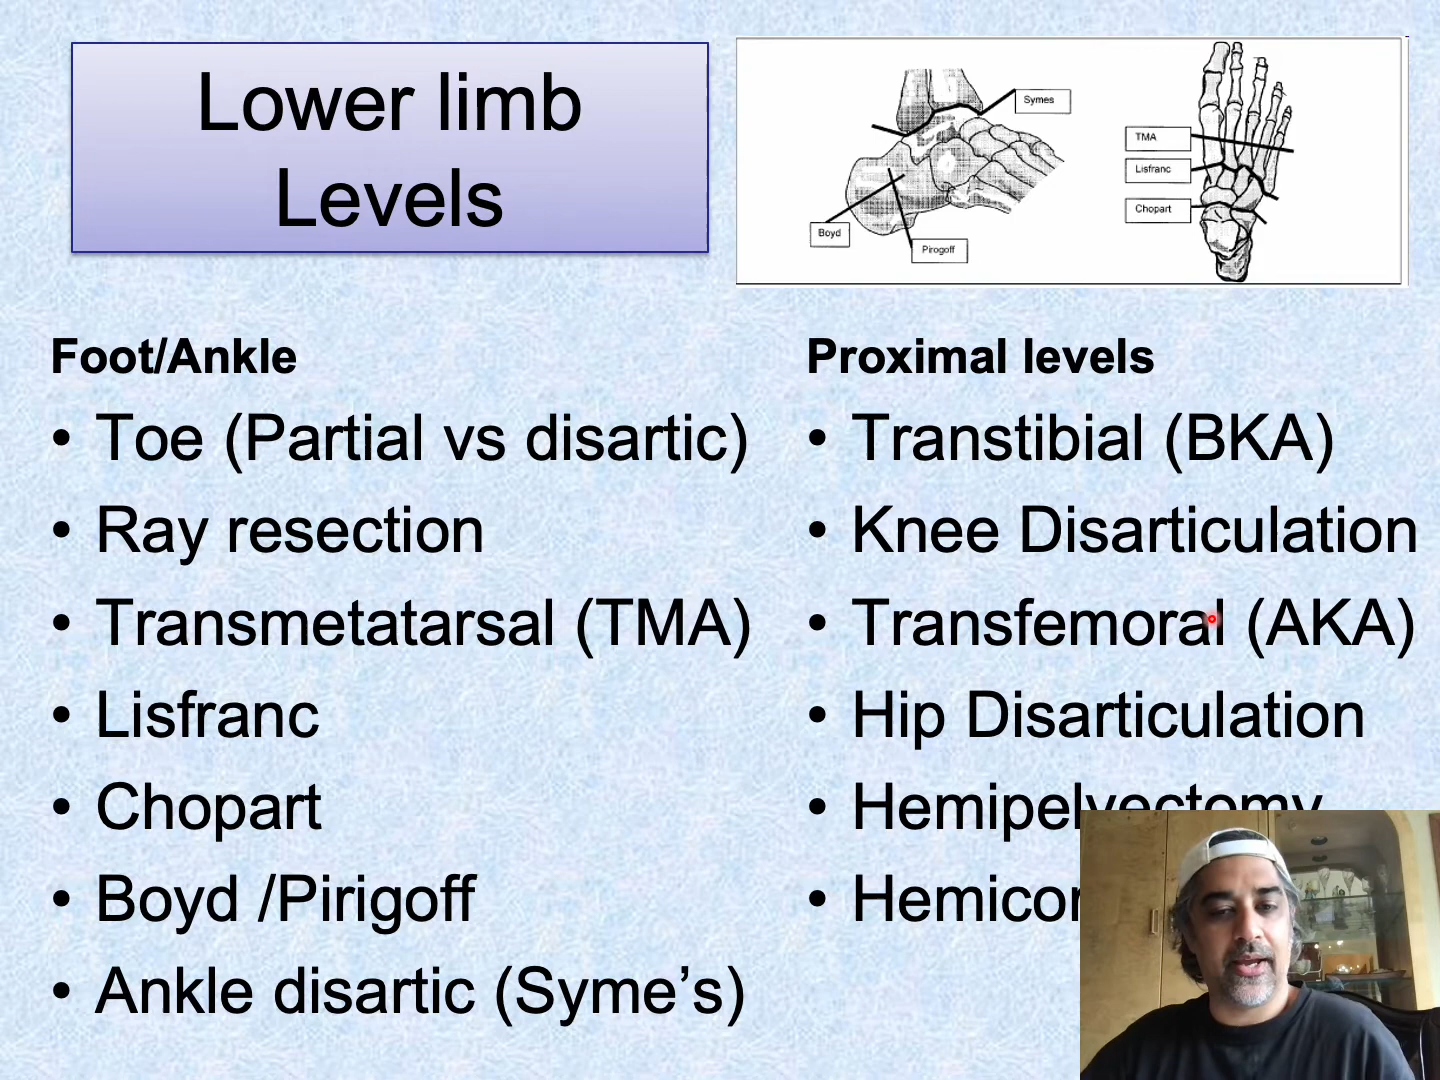 Lower limb
Levels
Symes
Boyd
Pirogoff
TMA
Lisfranc
Chopart
Foot/Ankle
• Toe (Partial vs disartic)
• Ray resection
• Transmetatarsal (TMA)
• Lisfranc
• Chopart
• Boyd /Pirigoff
• Ankle disartic (Syme’s)
Proximal levels
• Transtibial (BKA)
• Knee Disarticulation
• Transfemoral (AKA)
• Hip Disarticulation
• Hemipelvectomy